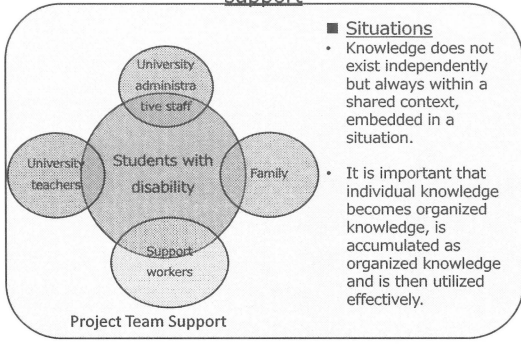 support
University
administra
tive staff
University
teachers
Students with
disability
Family
Support
workers
Project Team Support
■ Situations
• Knowledge does not
exist independently
but always within a
shared context,
embedded in a
situation.
• It is important that
individual knowledge
becomes organized
knowledge, is
accumulated as
organized knowledge
and is then utilized
effectively.